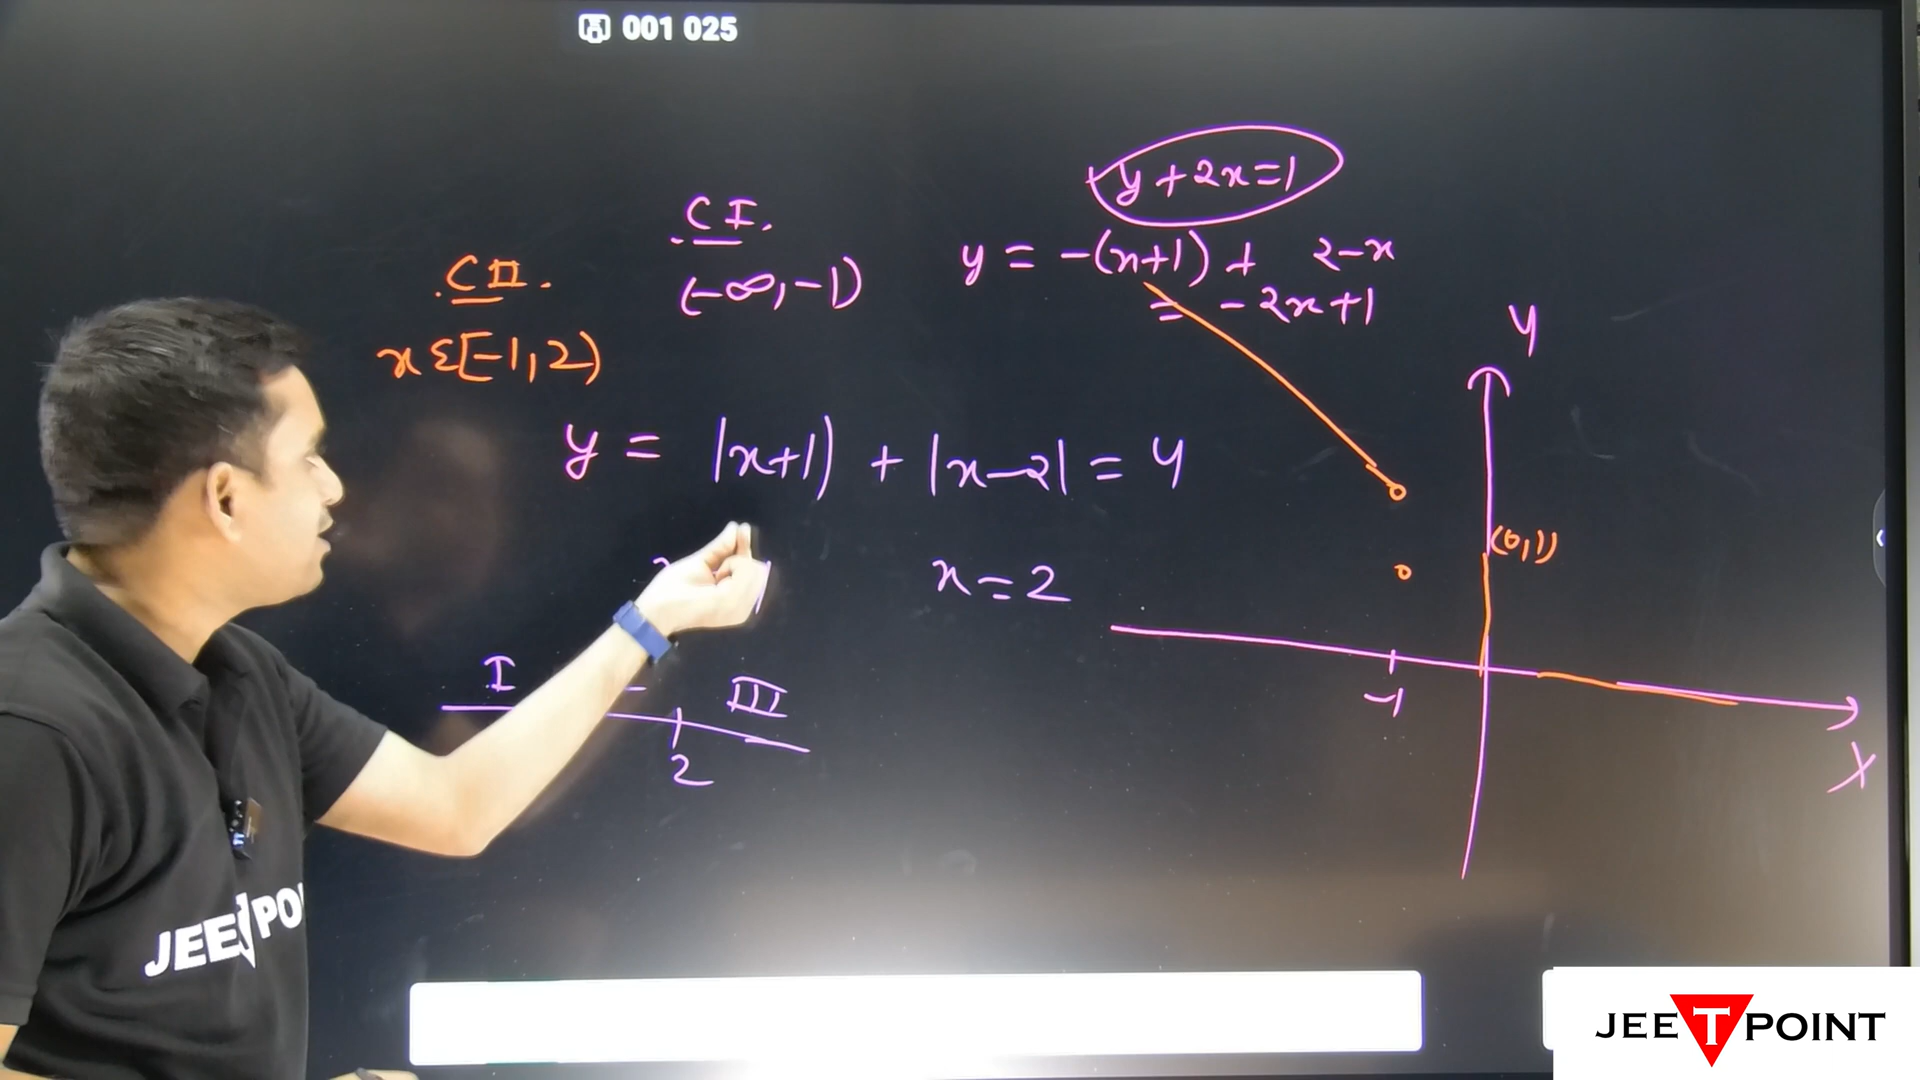 001 025
y + 2x = 1
C I.
y = -(x+1) + 2-x
C II.
(-∞, -1)
= -2x+1
y
x ε [-1, 2)
y = |x+1| + |x-2| = 4
(0,1)
x = 2
I
III
-1
2
X
JEE POI
JEE T POINT